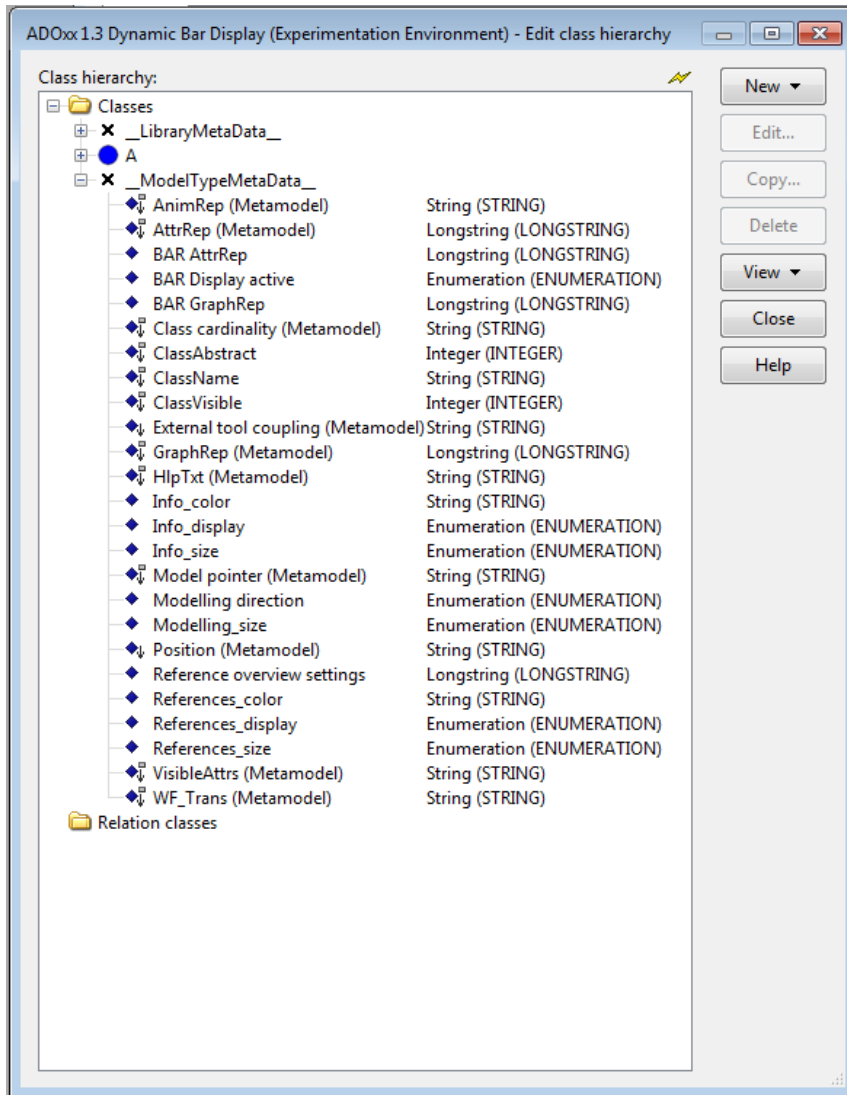 ADOxx 1.3 Dynamic Bar Display (Experimentation Environment) - Edit class hierarchy
Class hierarchy:
Classes
__LibraryMetaData__
A
__ModelTypeMetaData__
AnimRep (Metamodel) String (STRING)
AttrRep (Metamodel) Longstring (LONGSTRING)
BAR AttrRep Longstring (LONGSTRING)
BAR Display active Enumeration (ENUMERATION)
BAR GraphRep Longstring (LONGSTRING)
Class cardinality (Metamodel) String (STRING)
ClassAbstract Integer (INTEGER)
ClassName String (STRING)
ClassVisible Integer (INTEGER)
External tool coupling (Metamodel) String (STRING)
GraphRep (Metamodel) Longstring (LONGSTRING)
HlpTxt (Metamodel) String (STRING)
Info_color String (STRING)
Info_display Enumeration (ENUMERATION)
Info_size Enumeration (ENUMERATION)
Model pointer (Metamodel) String (STRING)
Modelling direction Enumeration (ENUMERATION)
Modelling_size Enumeration (ENUMERATION)
Position (Metamodel) String (STRING)
Reference overview settings Longstring (LONGSTRING)
References_color String (STRING)
References_display Enumeration (ENUMERATION)
References_size Enumeration (ENUMERATION)
VisibleAttrs (Metamodel) String (STRING)
WF_Trans (Metamodel) String (STRING)
Relation classes
New
Edit...
Copy...
Delete
View
Close
Help